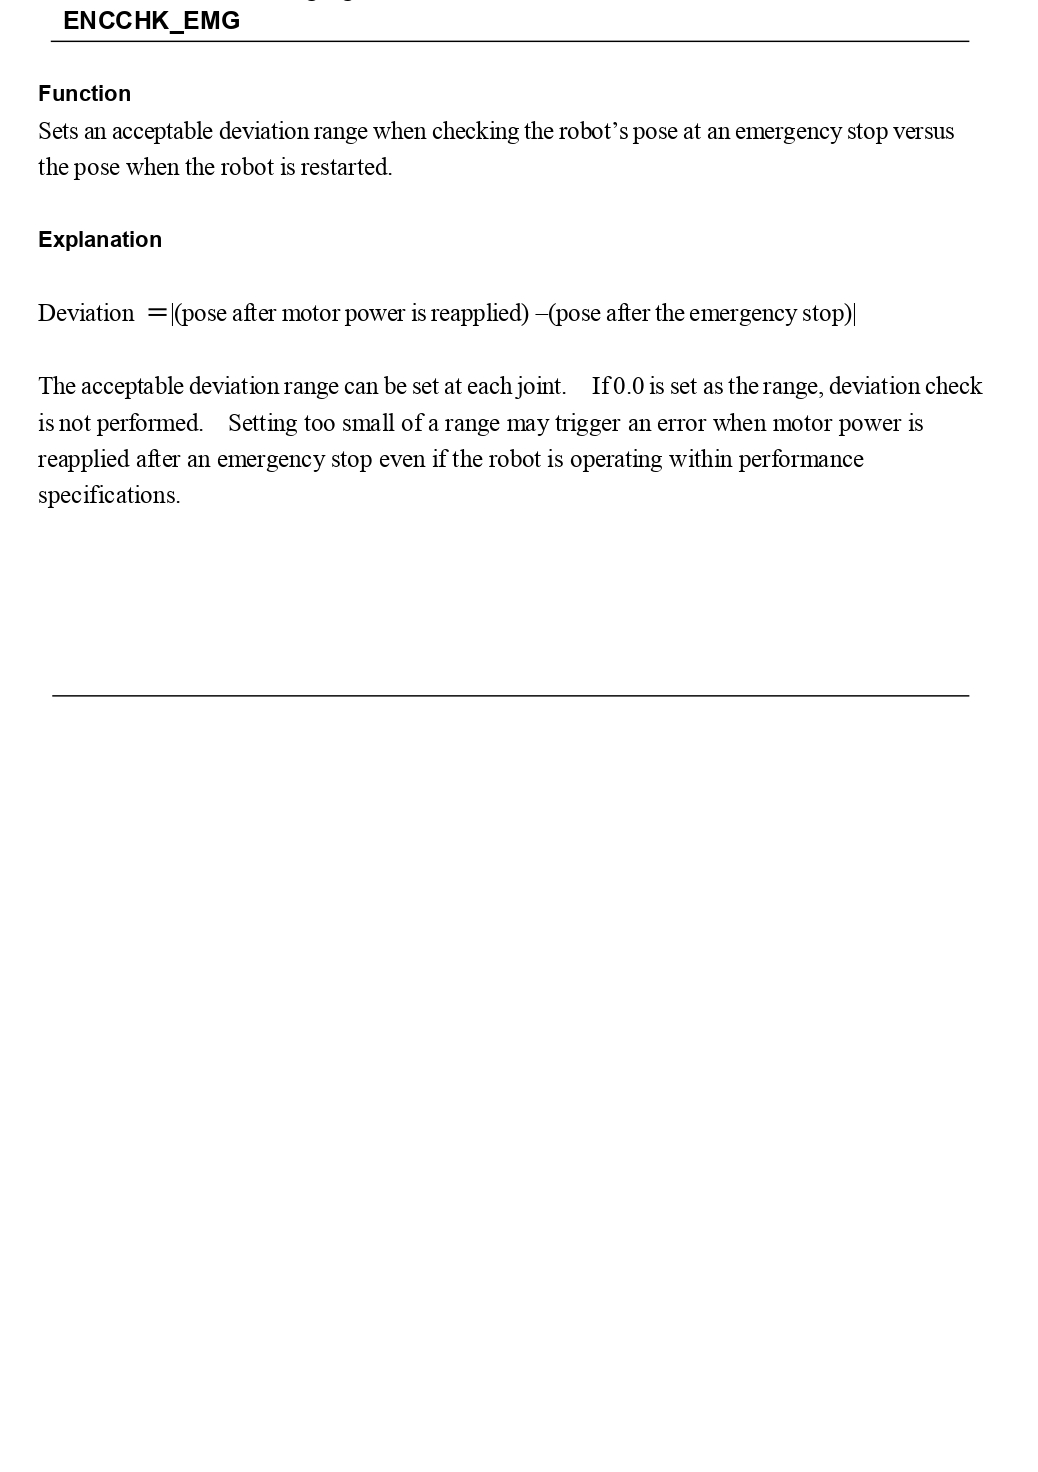 ENCCHK_EMG
Function
Sets an acceptable deviation range when checking the robot’s pose at an emergency stop versus
the pose when the robot is restarted.
Explanation
Deviation =|(pose after motor power is reapplied) –(pose after the emergency stop)|
The acceptable deviation range can be set at each joint. If 0.0 is set as the range, deviation check
is not performed. Setting too small of a range may trigger an error when motor power is
reapplied after an emergency stop even if the robot is operating within performance
specifications.